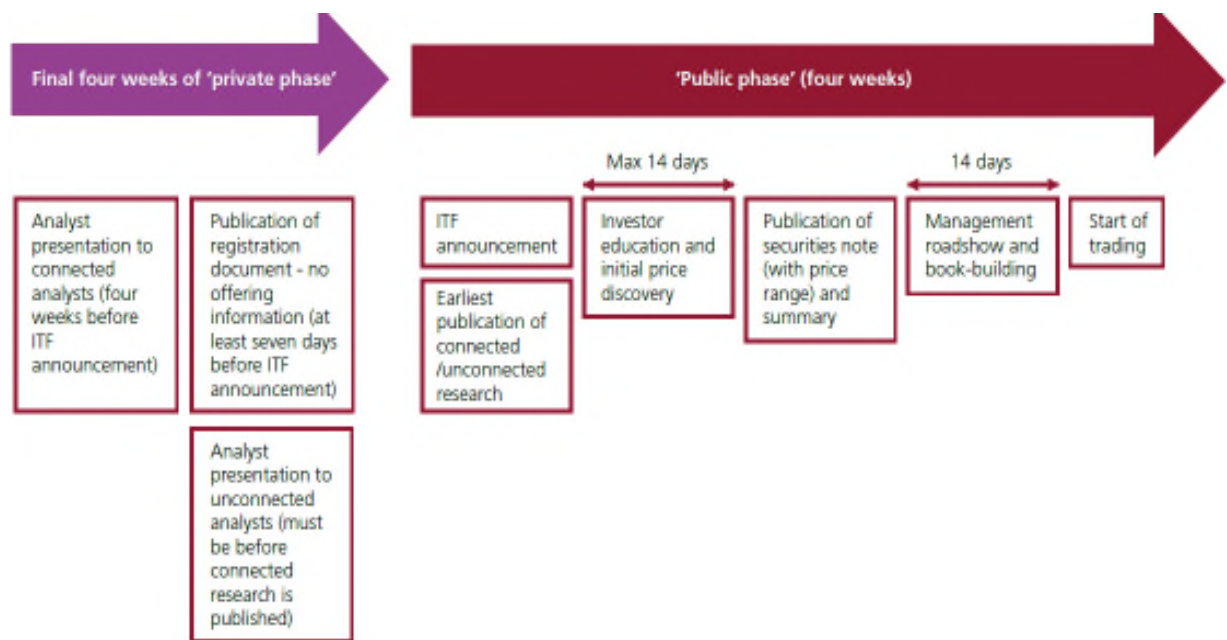 Final four weeks of 'private phase'
'Public phase' (four weeks)
Max 14 days
14 days
Analyst
presentation to
connected
analysts (four
weeks before
ITF
announcement)
Publication of
registration
document - no
offering
information (at
least seven days
before ITF
announcement)
Analyst
presentation to
unconnected
analysts (must
be before
connected
research is
published)
ITF
announcement
Earliest
publication of
connected
/unconnected
research
Investor
education and
initial price
discovery
Publication of
securities note
(with price
range) and
summary
Management
roadshow and
book-building
Start of
trading